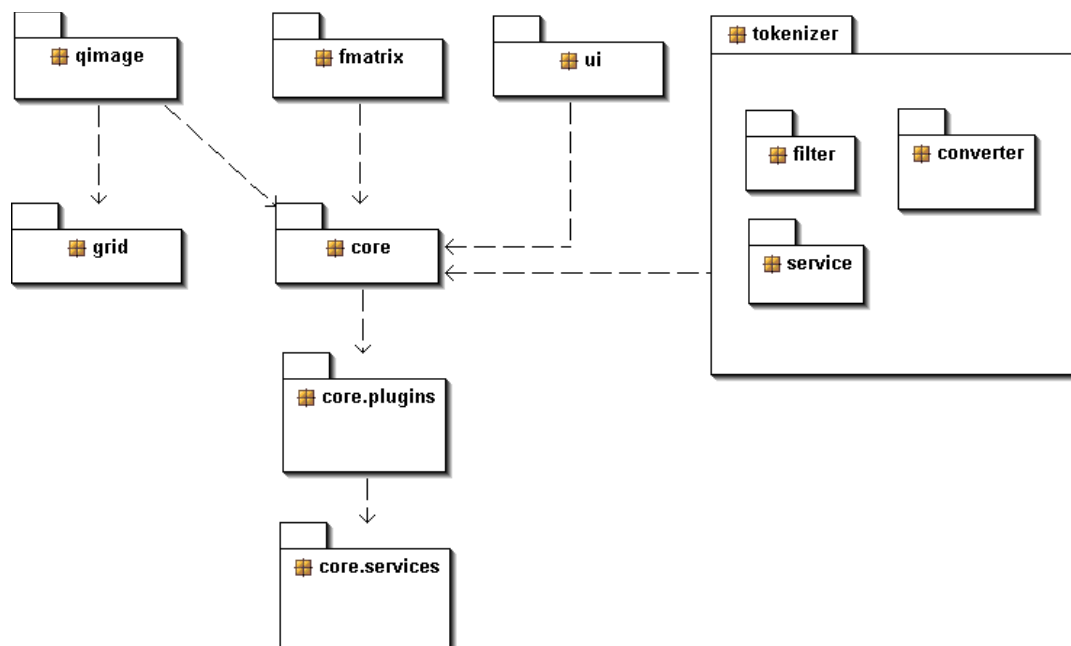 qimage
fmatrix
ui
tokenizer
filter
converter
grid
core
service
core.plugins
core.services